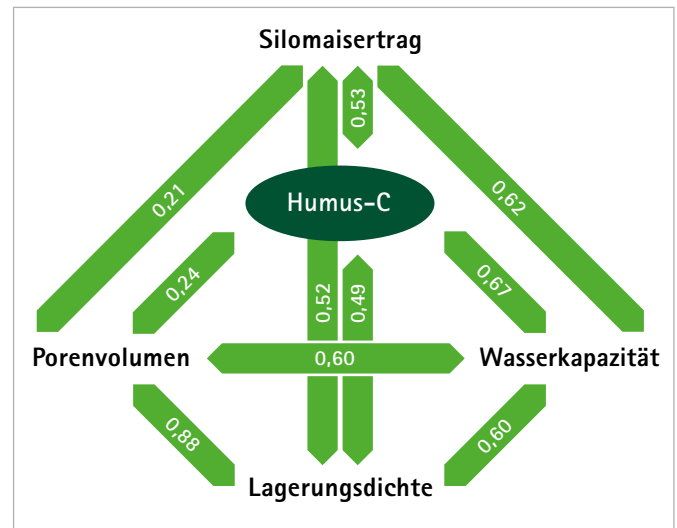 Silomaisertrag
0,53
0,21
0,62
Humus-C
0,24
0,67
0,52
0,49
Porenvolumen
0,60
Wasserkapazität
0,88
0,60
Lagerungsdichte